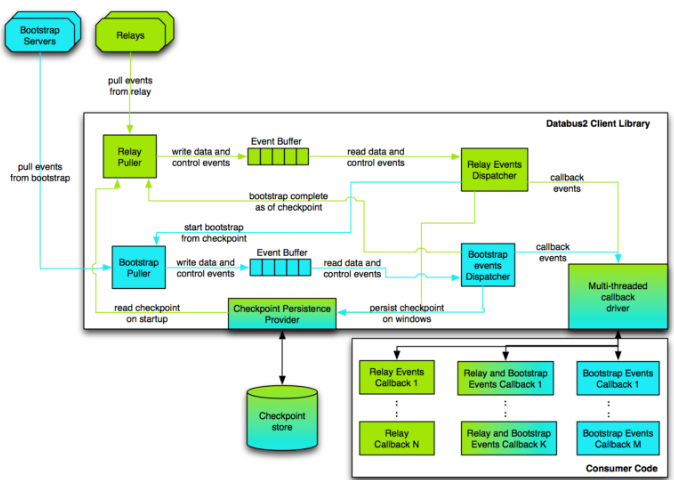 Bootstrap
Servers
Relays
pull events
from relay
Databus2 Client Library
Relay
Puller
write data and
control events
Event Buffer
read data and
control events
Relay Events
Dispatcher
callback
events
pull events
from bootstrap
bootstrap complete
as of checkpoint
start bootstrap
from checkpoint
Bootstrap
Puller
write data and
control events
Event Buffer
read data and
control events
Bootstrap
events
Dispatcher
callback
events
Multi-threaded
callback
driver
read checkpoint
on startup
Checkpoint Persistence
Provider
persist checkpoint
on windows
Checkpoint
store
Relay Events
Callback 1
Relay and Bootstrap
Events Callback 1
Bootstrap Events
Callback 1
Relay
Callback N
Relay and Bootstrap
Events Callback K
Bootstrap Events
Callback M
Consumer Code